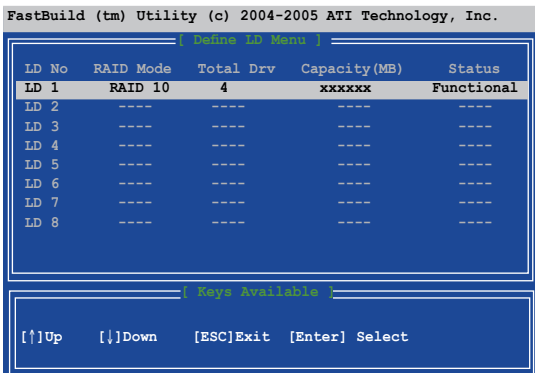 FastBuild (tm) Utility (c) 2004-2005 ATI Technology, Inc.
[ Define LD Menu ]
LD No RAID Mode Total Drv Capacity(MB) Status
LD 1 RAID 10 4 xxxxxx Functional
LD 2 ---- ---- ---- ----
LD 3 ---- ---- ---- ----
LD 4 ---- ---- ---- ----
LD 5 ---- ---- ---- ----
LD 6 ---- ---- ---- ----
LD 7 ---- ---- ---- ----
LD 8 ---- ---- ---- ----
[ Keys Available ]
[↑]Up [↓]Down [ESC]Exit [Enter] Select